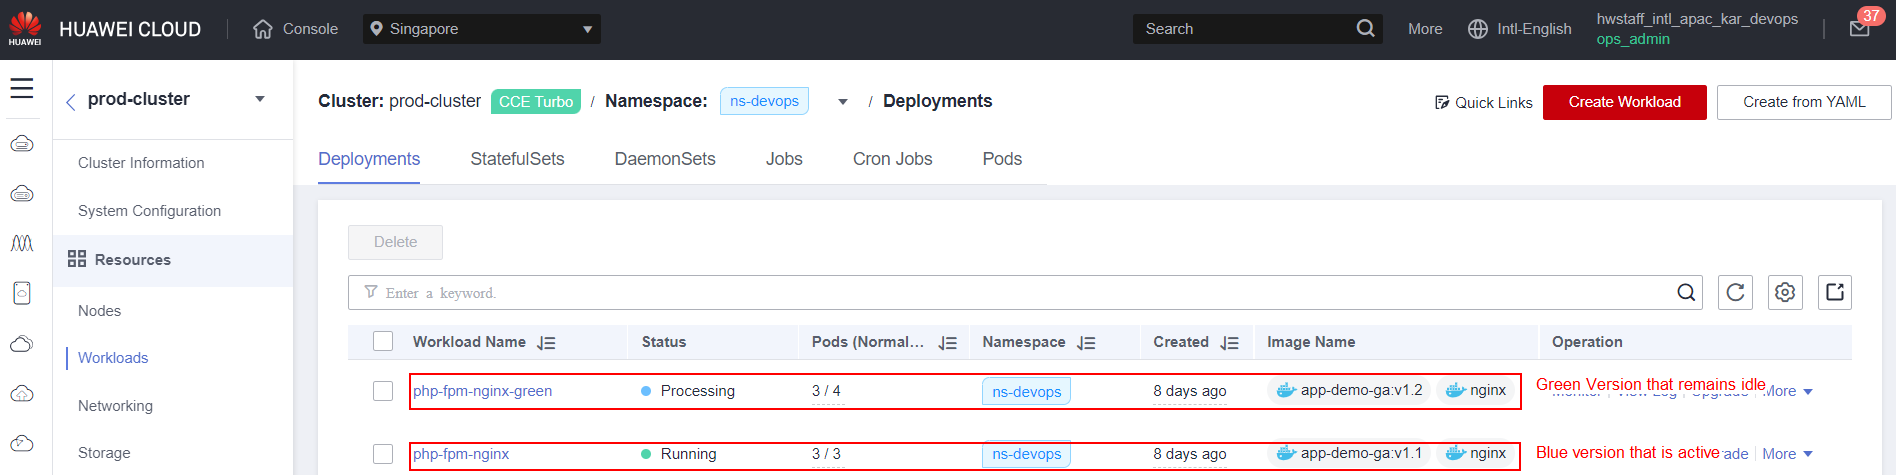 HUAWEI
HUAWEI CLOUD
Console
Singapore
Search
More
Intl-English
hwstaff_intl_apac_kar_devops
ops_admin
37
prod-cluster
Cluster: prod-cluster CCE Turbo / Namespace: ns-devops / Deployments
Quick Links
Create Workload
Create from YAML
Deployments StatefulSets DaemonSets Jobs Cron Jobs Pods
Cluster Information
System Configuration
Resources
Nodes
Workloads
Networking
Storage
Delete
Enter a keyword.
Workload Name Status Pods (Normal... Namespace Created Image Name Operation
php-fpm-nginx-green Processing 3 / 4 ns-devops 8 days ago app-demo-ga:v1.2 nginx Green Version that remains idle More
php-fpm-nginx Running 3 / 3 ns-devops 8 days ago app-demo-ga:v1.1 nginx Blue version that is active More